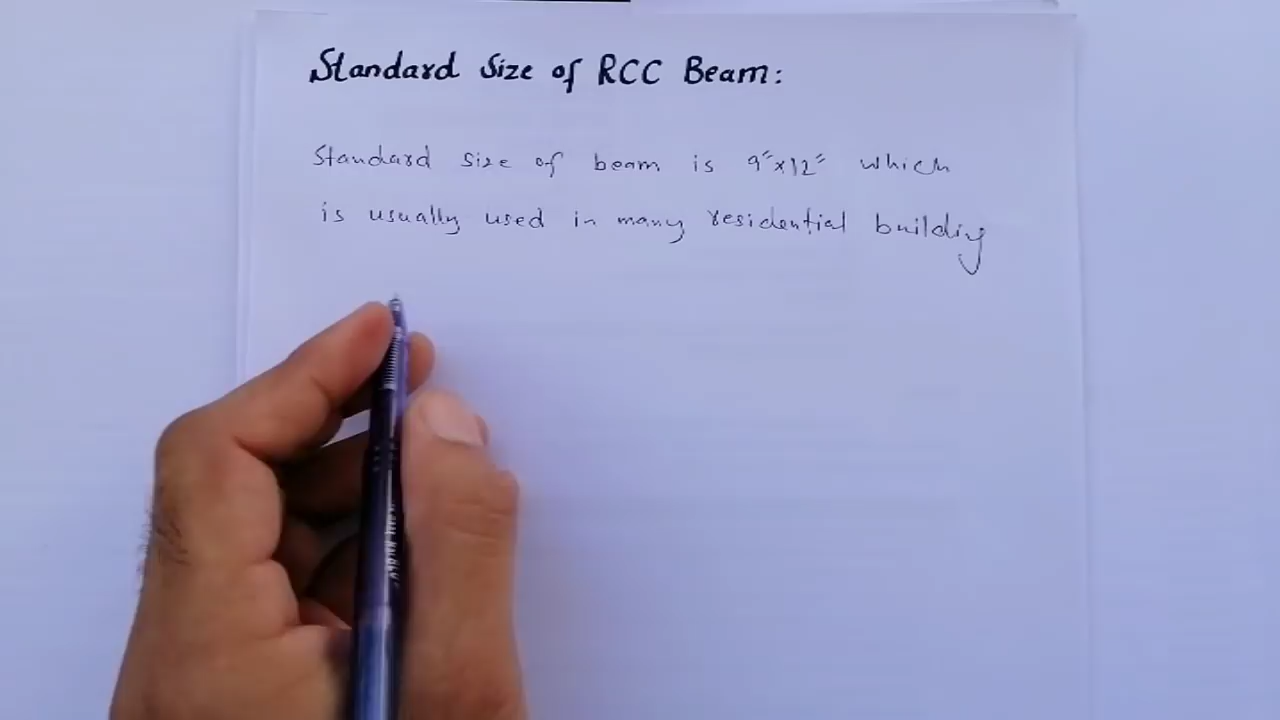 Standard Size of RCC Beam:
Standard size of beam is 9"x12" which
is usually used in many residential building